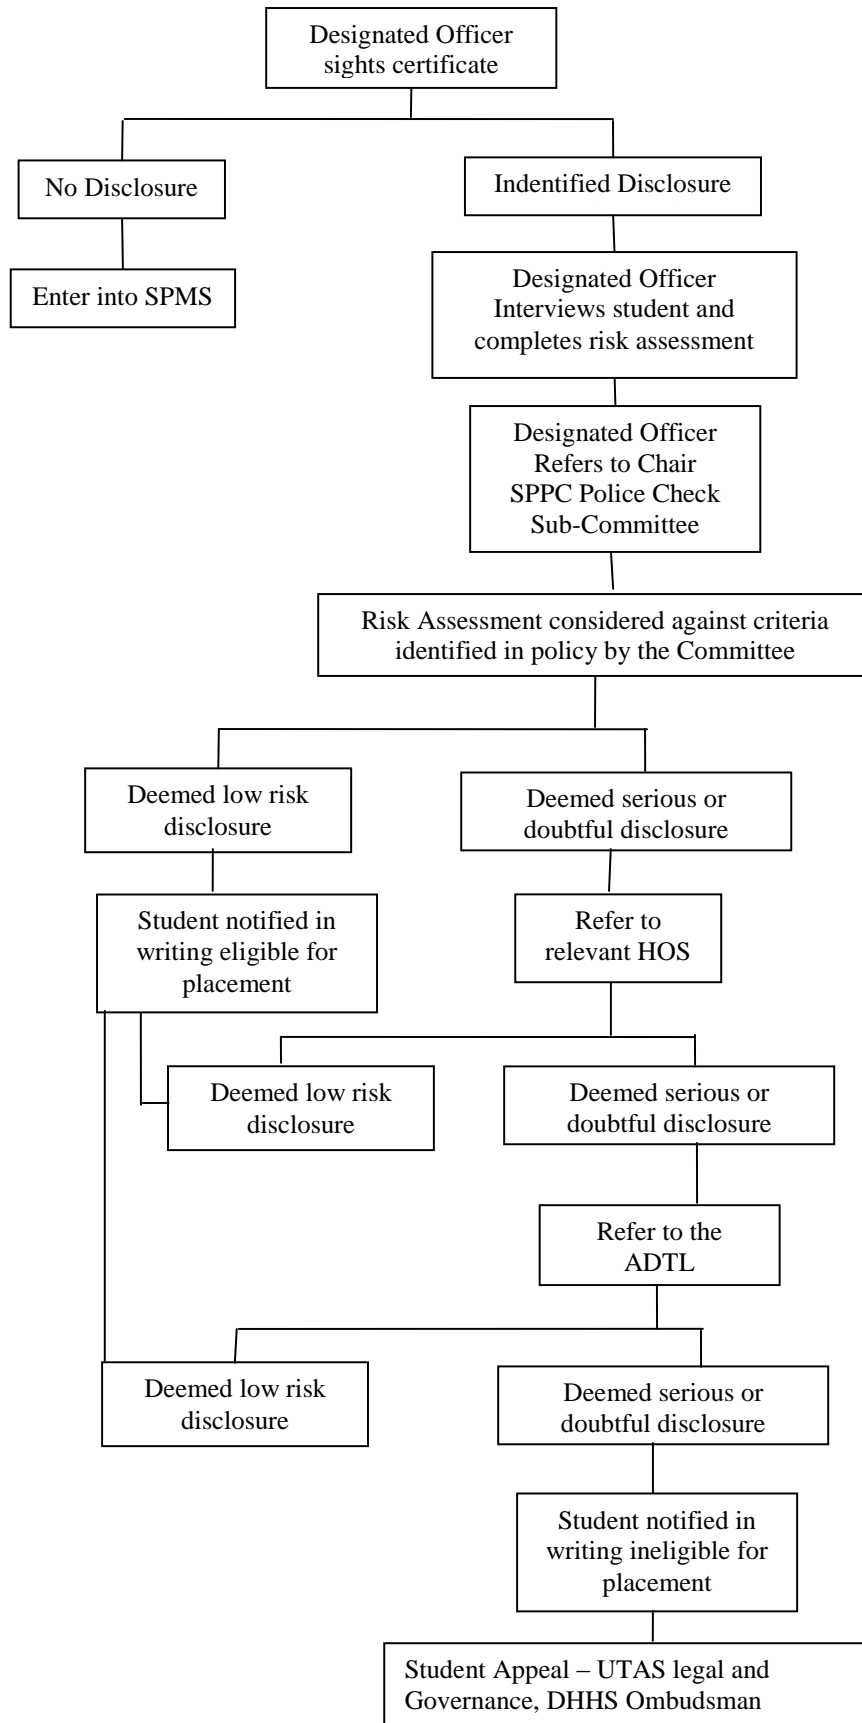 Designated Officer
sights certificate
No Disclosure
Indentified Disclosure
Enter into SPMS
Designated Officer
Interviews student and
completes risk assessment
Designated Officer
Refers to Chair
SPPC Police Check
Sub-Committee
Risk Assessment considered against criteria
identified in policy by the Committee
Deemed low risk
disclosure
Deemed serious or
doubtful disclosure
Student notified in
writing eligible for
placement
Refer to
relevant HOS
Deemed low risk
disclosure
Deemed serious or
doubtful disclosure
Refer to the
ADTL
Deemed low risk
disclosure
Deemed serious or
doubtful disclosure
Student notified in
writing ineligible for
placement
Student Appeal – UTAS legal and
Governance, DHHS Ombudsman